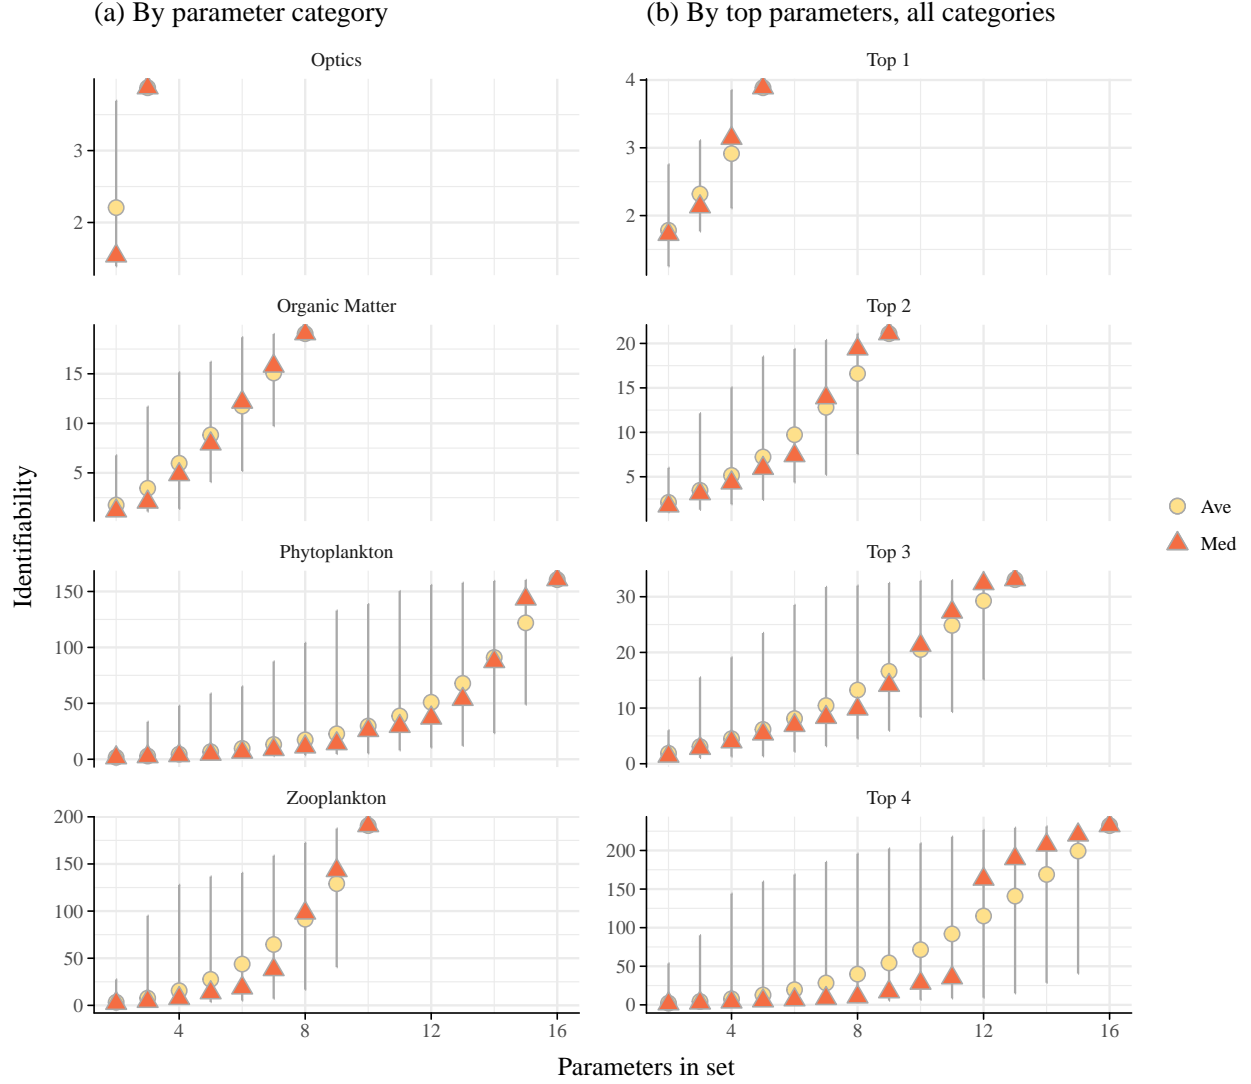 (a) By parameter category
(b) By top parameters, all categories
Optics
3
2
Top 1
4
3
2
Organic Matter
15
10
5
Top 2
20
15
10
5
Phytoplankton
150
100
50
0
Top 3
30
20
10
0
Zooplankton
200
150
100
50
0
4 8 12 16
Top 4
200
150
100
50
0
4 8 12 16
Identifiability
Parameters in set
Ave
Med